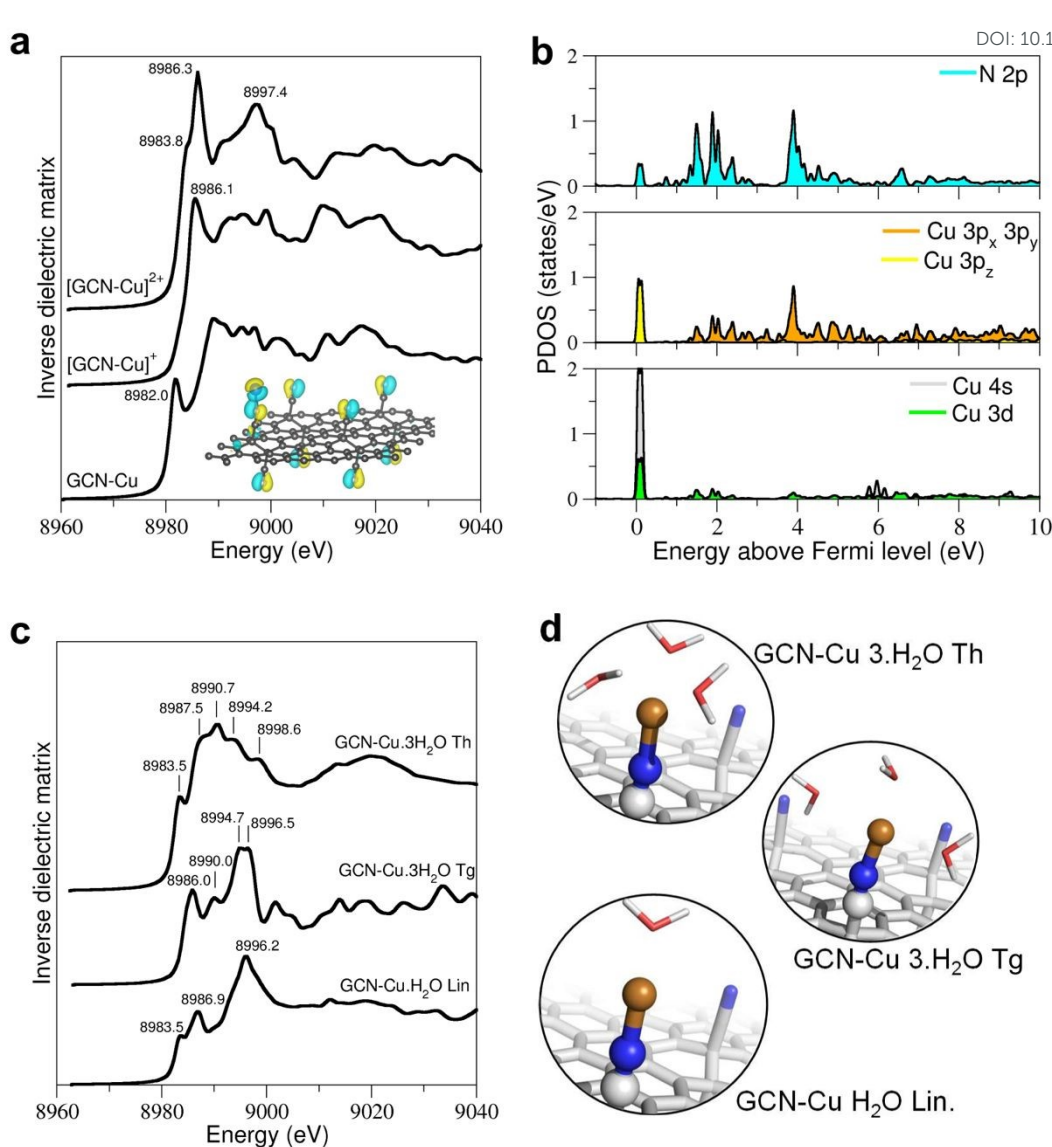 DOI: 10.1
a
8986.3
8997.4
8983.8
8986.1
[GCN-Cu]2+
[GCN-Cu]+
8982.0
GCN-Cu
Inverse dielectric matrix
8960 8980 9000 9020 9040
Energy (eV)
b
2
N 2p
1
0
2
Cu 3px 3py
Cu 3pz
1
0
2
Cu 4s
Cu 3d
1
0
PDOS (states/eV)
0 2 4 6 8 10
Energy above Fermi level (eV)
c
8990.7
8987.5 8994.2
8998.6
8983.5
GCN-Cu.3H2O Th
8994.7 8996.5
8990.0
8986.0
GCN-Cu.3H2O Tg
8996.2
8986.9
8983.5
GCN-Cu.H2O Lin
Inverse dielectric matrix
8960 8980 9000 9020 9040
Energy (eV)
d
GCN-Cu 3.H2O Th
GCN-Cu 3.H2O Tg
GCN-Cu H2O Lin.